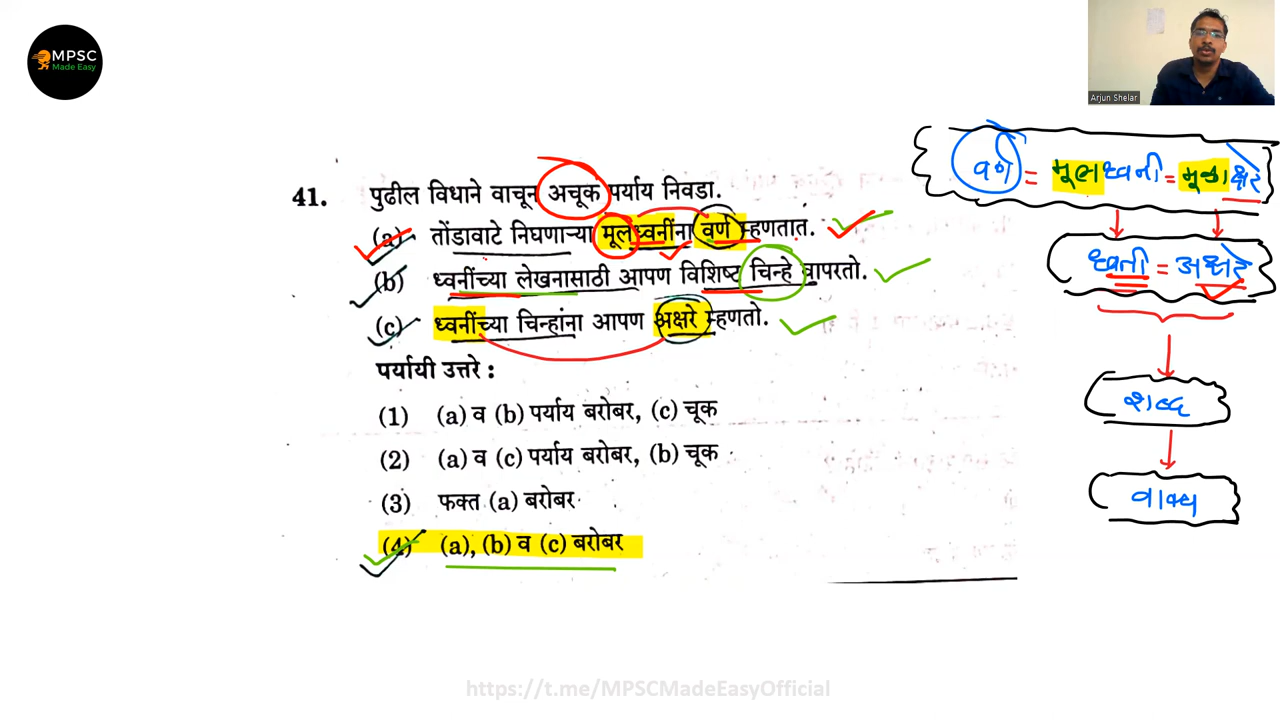 MPSC
Made Easy
Arjun Shelar
41. पुढील विधाने वाचून अचूक पर्याय निवडा.
(a) तोंडावाटे निघणाऱ्या मूलध्वनींना वर्ण म्हणतात.
(b) ध्वनींच्या लेखनासाठी आपण विशिष्ट चिन्हे वापरतो.
(c) ध्वनींच्या चिन्हांना आपण अक्षरे म्हणतो.
पर्यायी उत्तरे :
(1) (a) व (b) पर्याय बरोबर, (c) चूक
(2) (a) व (c) पर्याय बरोबर, (b) चूक
(3) फक्त (a) बरोबर
(4) (a), (b) व (c) बरोबर
वर्ण = मूलध्वनी = मूळाक्षरे
ध्वनी = अक्षरे
शब्द
वाक्य
https://t.me/MPSCMadeEasyOfficial